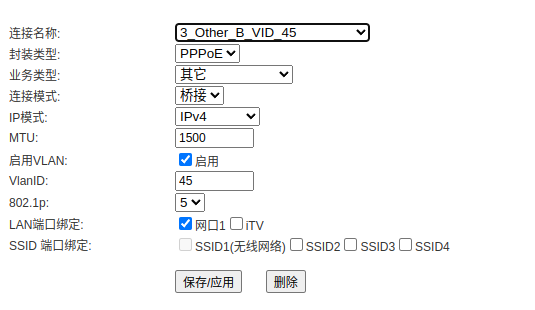 连接名称: 3_Other_B_VID_45
封装类型: PPPoE
业务类型: 其它
连接模式: 桥接
IP模式: IPv4
MTU: 1500
启用VLAN: 启用
VlanID: 45
802.1p: 5
LAN端口绑定: 网口1 iTV
SSID 端口绑定: SSID1(无线网络) SSID2 SSID3 SSID4
保存/应用 删除